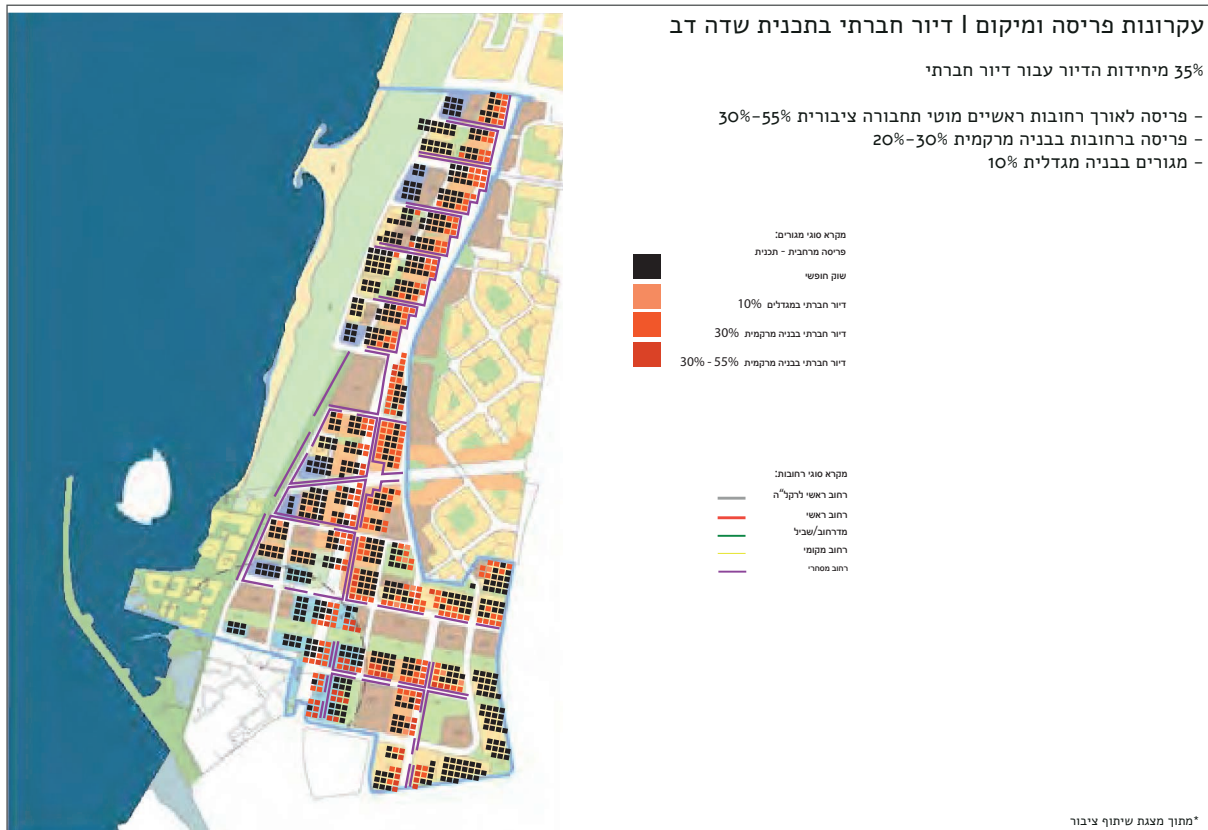 עקרונות פריסה ומיקום | דיור חברתי בתכנית שדה דב
35% מיחידות הדיור עבור דיור חברתי
- פריסה לאורך רחובות ראשיים מוטי תחבורה ציבורית 30%-55%
- פריסה ברחובות בבניה מרקמית 20%-30%
- מגורים בבניה מגדלית 10%
מקרא סוגי מגורים:
פריסה מרחבית - תכנית
שוק חופשי
דיור חברתי במגדלים 10%
דיור חברתי בבניה מרקמית 30%
דיור חברתי בבניה מרקמית 30% - 55%
מקרא סוגי רחובות:
רחוב ראשי לרקל"ה
רחוב ראשי
מדרחוב/שביל
רחוב מקומי
רחוב מסחרי
*מתוך מצגת שיתוף ציבור